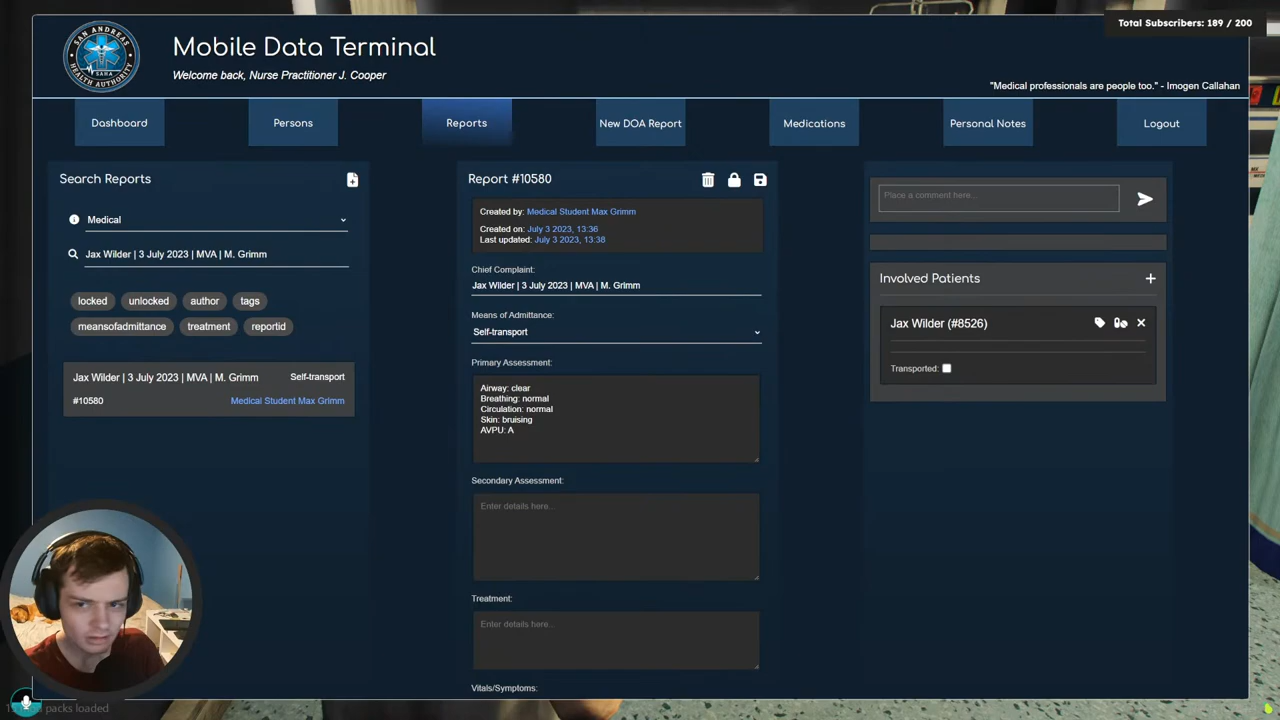 Total Subscribers: 189 / 200
SAN ANDREAS
SAHA
HEALTH AUTHORITY
Mobile Data Terminal
Welcome back, Nurse Practitioner J. Cooper
"Medical professionals are people too." - Imogen Callahan
Dashboard
Persons
Reports
New DOA Report
Medications
Personal Notes
Logout
Search Reports
Medical
Jax Wilder | 3 July 2023 | MVA | M. Grimm
locked
unlocked
author
tags
meansofadmittance
treatment
reportid
Jax Wilder | 3 July 2023 | MVA | M. Grimm
Self-transport
#10580
Medical Student Max Grimm
Report #10580
Created by: Medical Student Max Grimm
Created on: July 3 2023, 13:36
Last updated: July 3 2023, 13:38
Chief Complaint:
Jax Wilder | 3 July 2023 | MVA | M. Grimm
Means of Admittance:
Self-transport
Primary Assessment:
Airway: clear
Breathing: normal
Circulation: normal
Skin: bruising
AVPU: A
Secondary Assessment:
Enter details here...
Treatment:
Enter details here...
Vitals/Symptoms:
Place a comment here...
Involved Patients
Jax Wilder (#8526)
Transported:
packs loaded